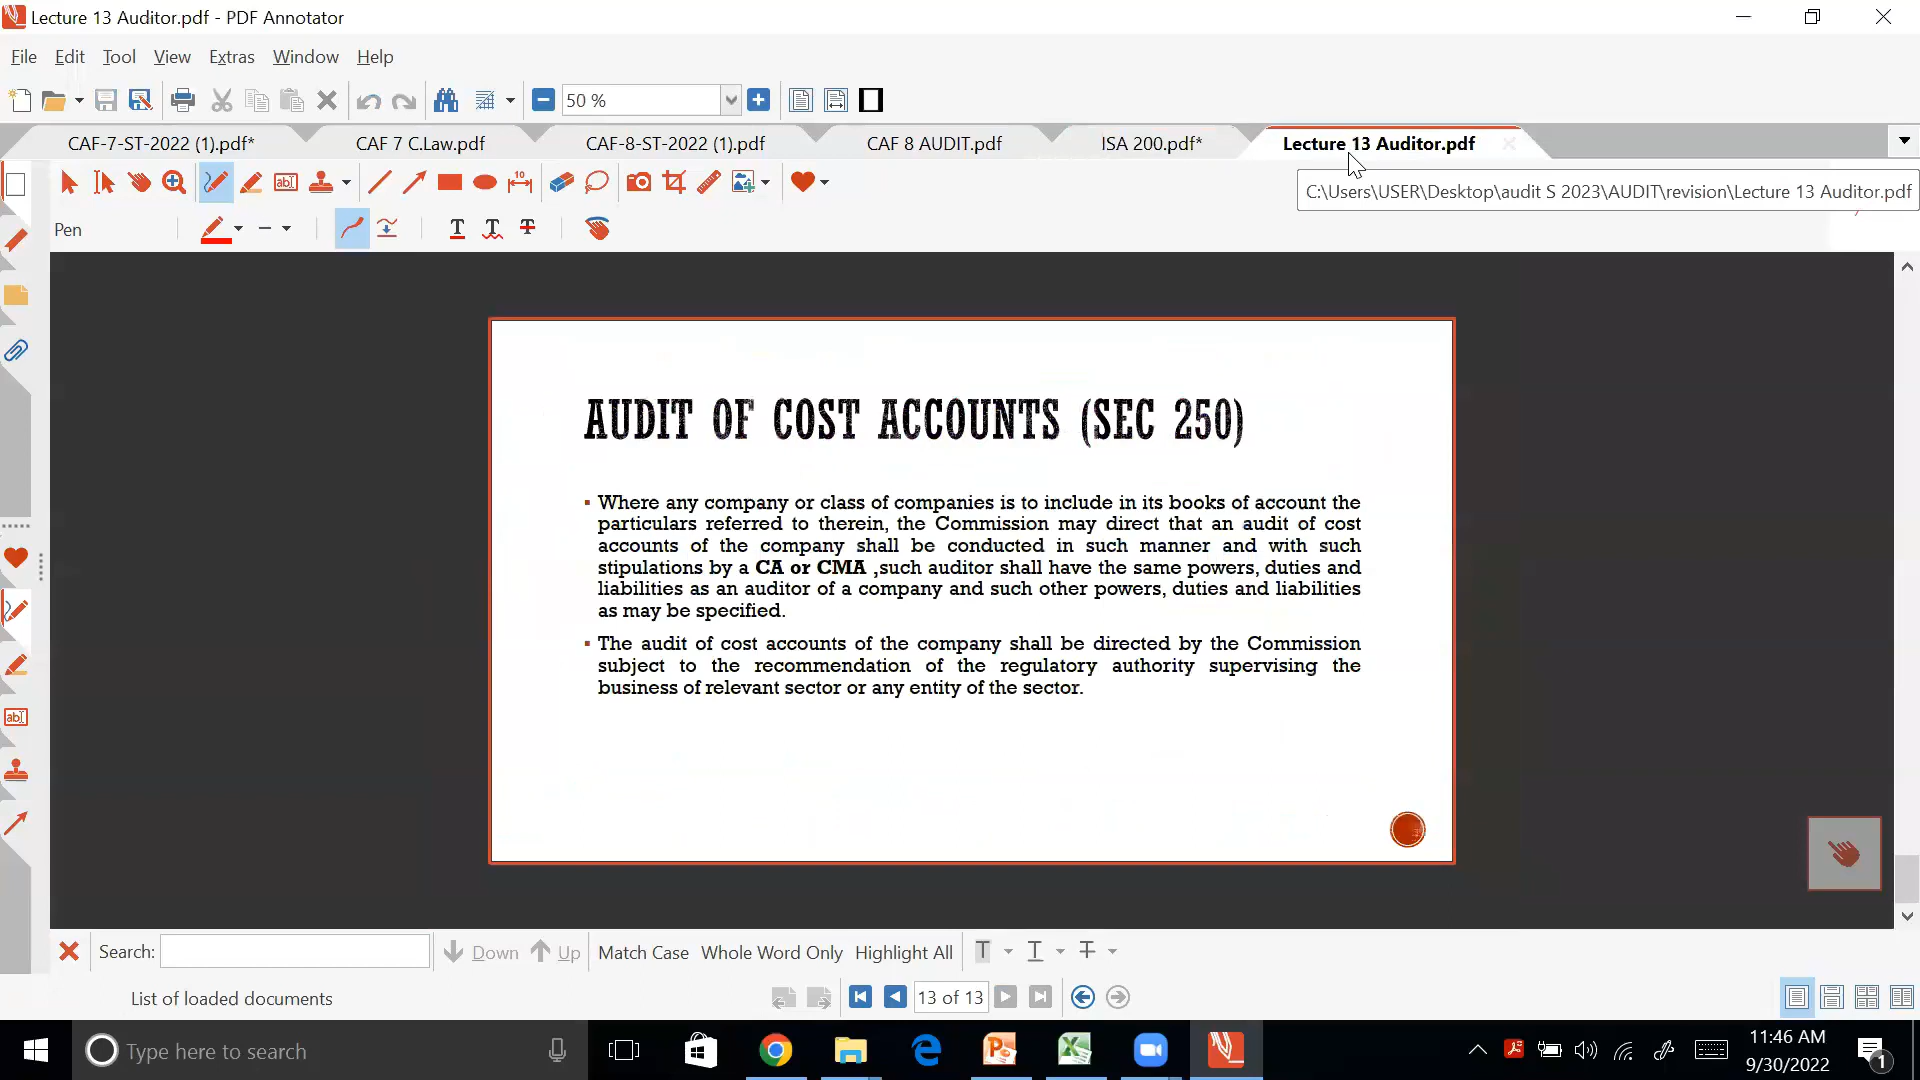 Lecture 13 Auditor.pdf - PDF Annotator
File Edit Tool View Extras Window Help
50 %
CAF-7-ST-2022 (1).pdf* CAF 7 C.Law.pdf CAF-8-ST-2022 (1).pdf CAF 8 AUDIT.pdf ISA 200.pdf* Lecture 13 Auditor.pdf
C:\Users\USER\Desktop\audit S 2023\AUDIT\revision\Lecture 13 Auditor.pdf
Pen
AUDIT OF COST ACCOUNTS (SEC 250)
▪ Where any company or class of companies is to include in its books of account the
particulars referred to therein, the Commission may direct that an audit of cost
accounts of the company shall be conducted in such manner and with such
stipulations by a CA or CMA ,such auditor shall have the same powers, duties and
liabilities as an auditor of a company and such other powers, duties and liabilities
as may be specified.
▪ The audit of cost accounts of the company shall be directed by the Commission
subject to the recommendation of the regulatory authority supervising the
business of relevant sector or any entity of the sector.
Search: Down Up Match Case Whole Word Only Highlight All
List of loaded documents
13 of 13
Type here to search
11:46 AM
9/30/2022
1